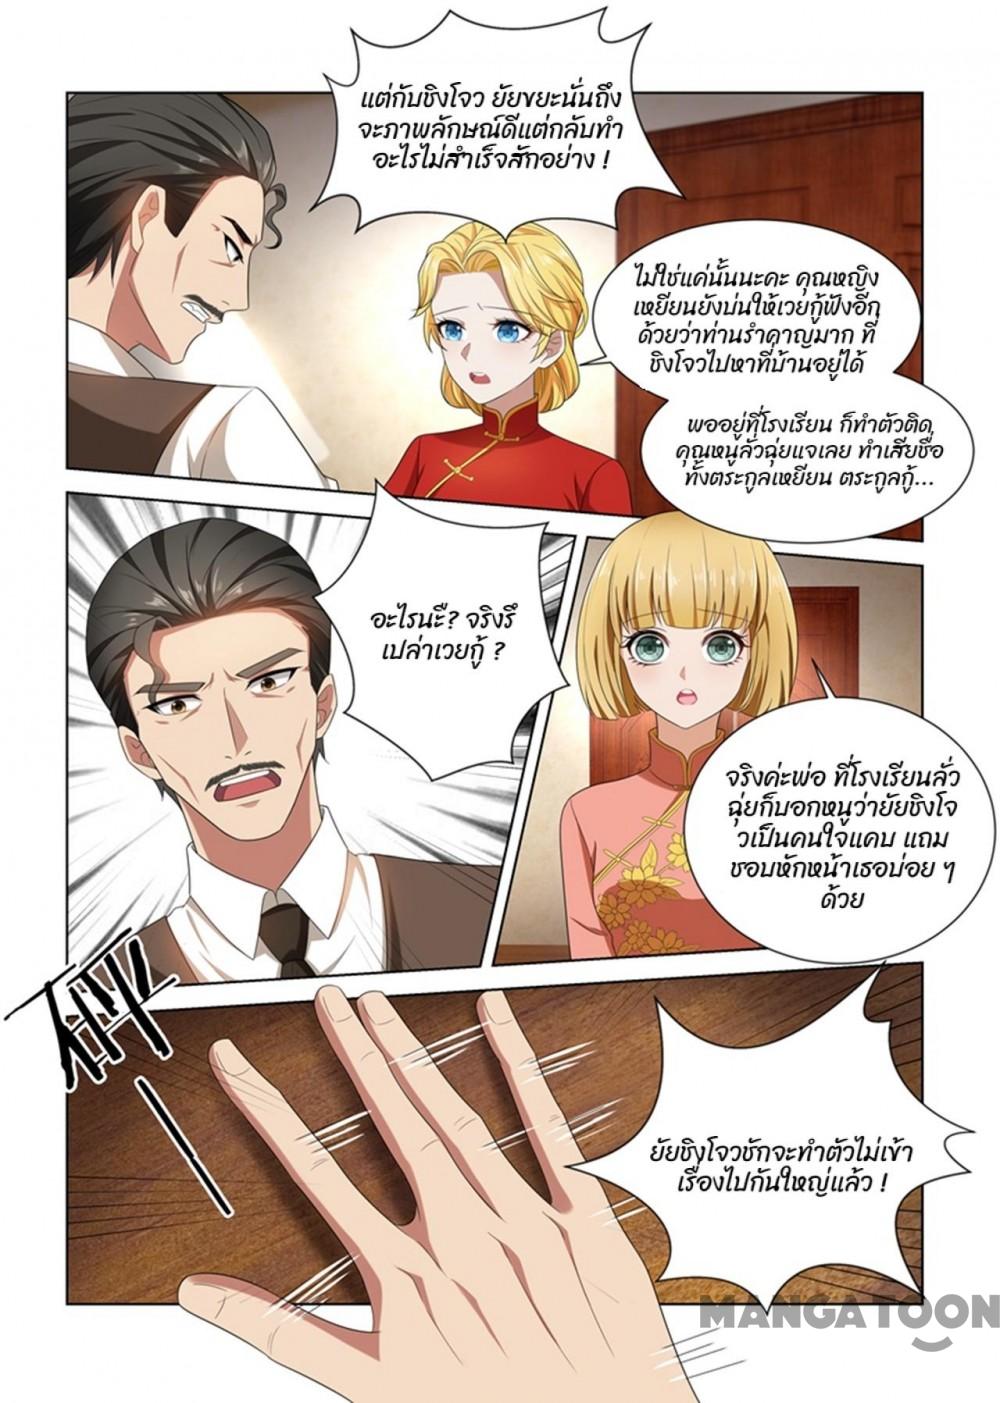 แต่กับชิงโจว ยัยขยะนั่นถึง
จะภาพลักษณ์ดีแต่กลับทำ
อะไรไม่สำเร็จสักอย่าง !
ไม่ใช่แค่นั้นนะคะ คุณหญิง
เหยียนยังบ่นให้เวยกู้ฟังอีก
ด้วยว่าท่านรำคาญมาก ที่
ชิงโจวไปหาที่บ้านอยู่ได้
พออยู่ที่โรงเรียน ก็ทำตัวติด
คุณหนูลั่วฉุ่ยแจเลย ทำเสียชื่อ
ทั้งตระกูลเหยียน ตระกูลกู้...
อะไรนะ? จริงรึ
เปล่าเวยกู้ ?
จริงค่ะพ่อ ที่โรงเรียนลั่ว
ฉุ่ยก็บอกหนูว่ายัยชิงโจ
วเป็นคนใจแคบ แถม
ชอบหักหน้าเธอบ่อย ๆ
ด้วย
砰
ยัยชิงโจวชักจะทำตัวไม่เข้า
เรื่องไปกันใหญ่แล้ว !
MANGATOON